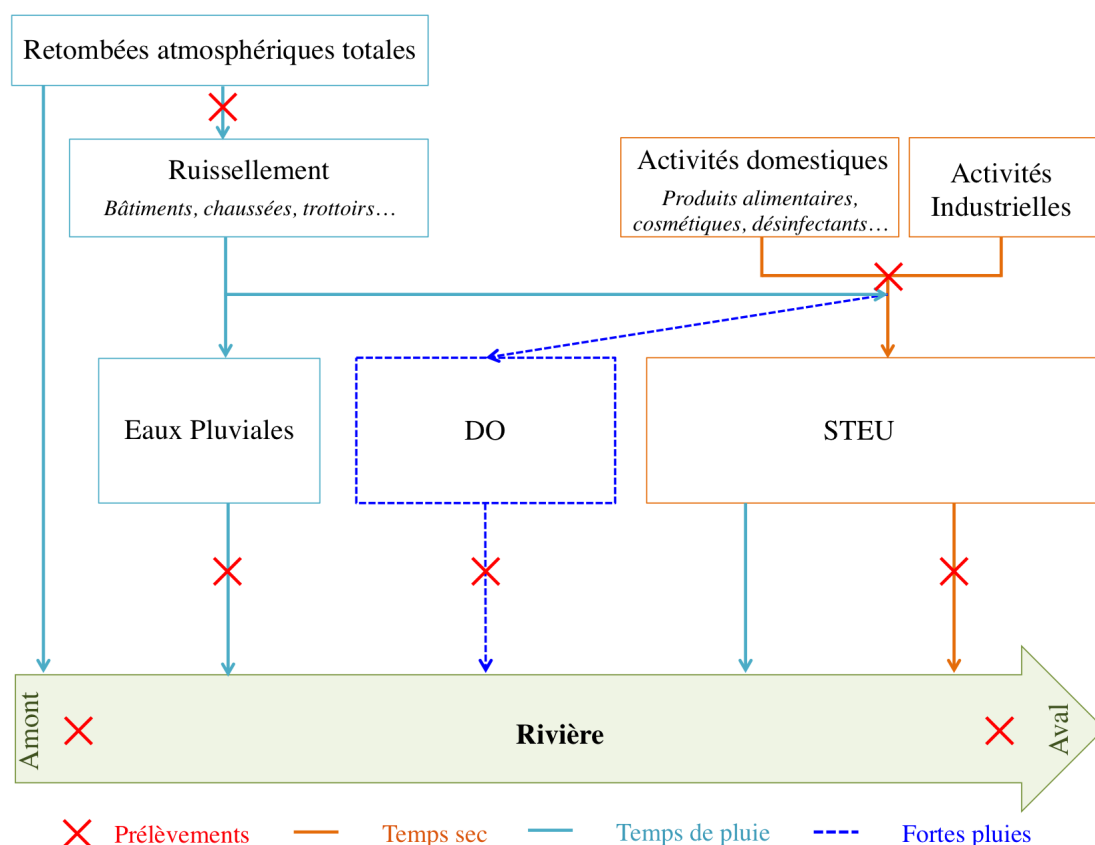 Retombées atmosphériques totales
Ruissellement
Bâtiments, chaussées, trottoirs…
Activités domestiques
Produits alimentaires,
cosmétiques, désinfectants…
Activités
Industrielles
Eaux Pluviales
DO
STEU
Amont
Rivière
Aval
Prélèvements
Temps sec
Temps de pluie
Fortes pluies